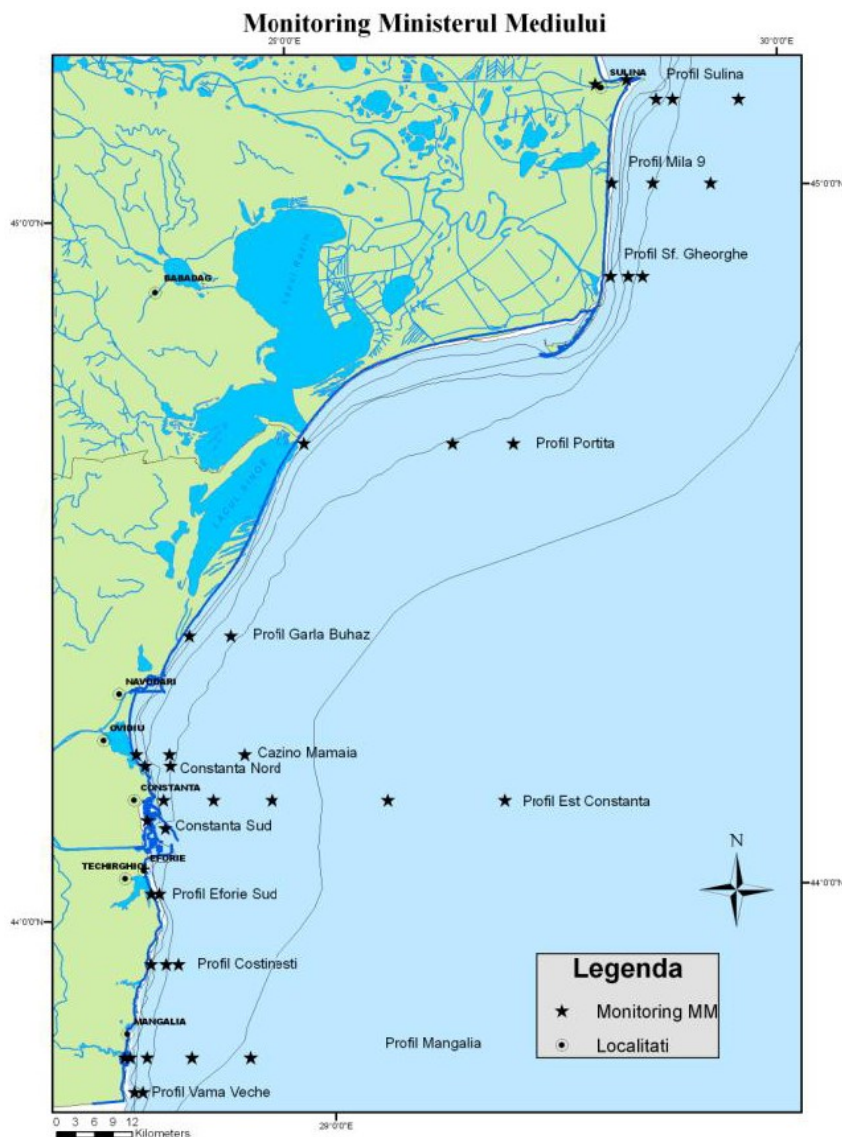 Monitoring Ministerul Mediului
30°0'0"E
SULINA
Profil Sulina
Profil Mila 9
45°0'0"N
45°0'0"N
Profil Sf. Gheorghe
BABADAG
Profil Portita
LACUL SINOE
Profil Garla Buhaz
NAVODARI
OVIDIU
Cazino Mamaia
Constanta Nord
CONSTANTA
Profil Est Constanta
Constanta Sud
N
EFORIE
TECHIRGHIOL
44°0'0"N
Profil Eforie Sud
44°0'0"N
Profil Costinesti
Legenda
Monitoring MM
Localitati
MANGALIA
Profil Mangalia
Profil Vama Veche
0 3 6 9 12
Kilometers
29°0'0"E